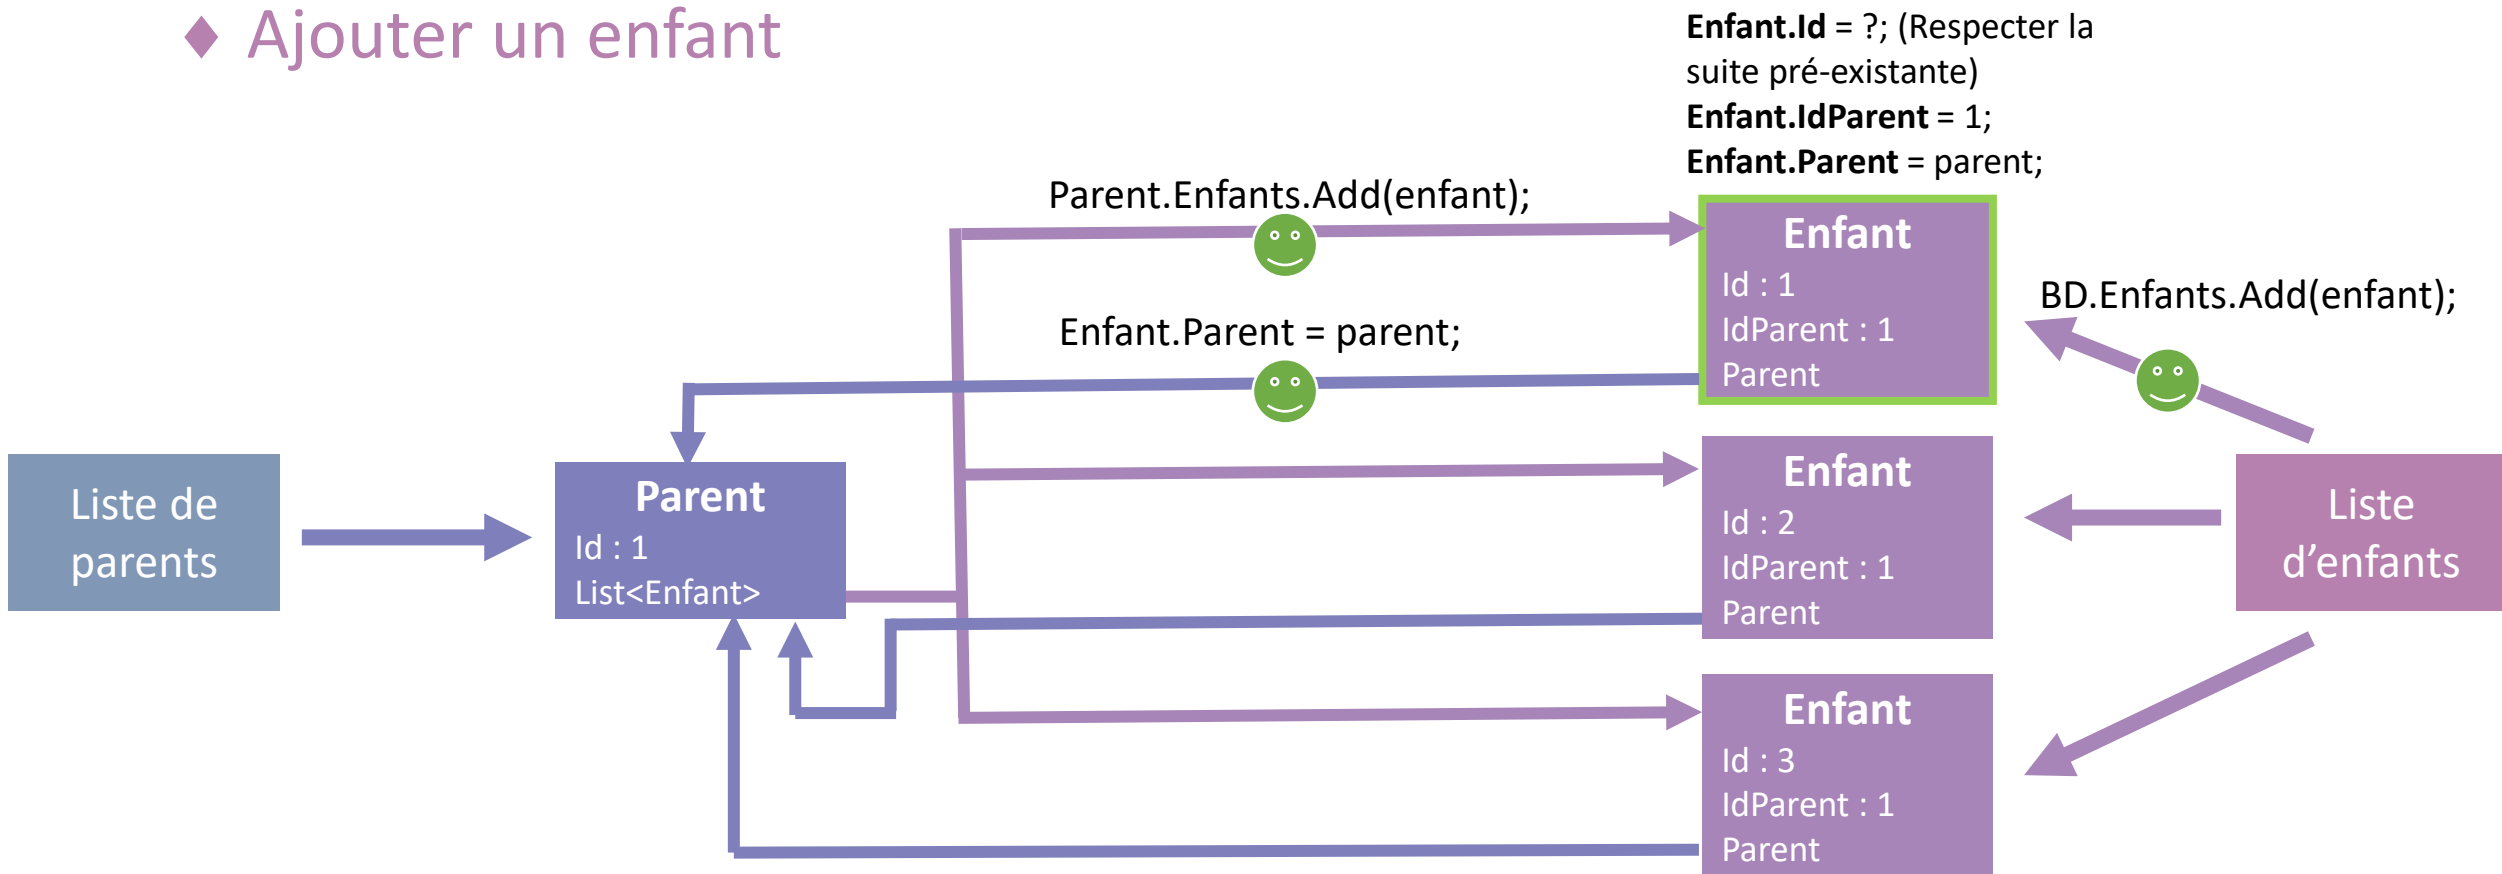 ♦ Ajouter un enfant
Enfant.Id = ?; (Respecter la
suite pré-existante)
Enfant.IdParent = 1;
Enfant.Parent = parent;
Parent.Enfants.Add(enfant);
Enfant
Id : 1
IdParent : 1
Parent
BD.Enfants.Add(enfant);
Enfant.Parent = parent;
Liste de
parents
Parent
Id : 1
List<Enfant>
Enfant
Id : 2
IdParent : 1
Parent
Liste
d’enfants
Enfant
Id : 3
IdParent : 1
Parent